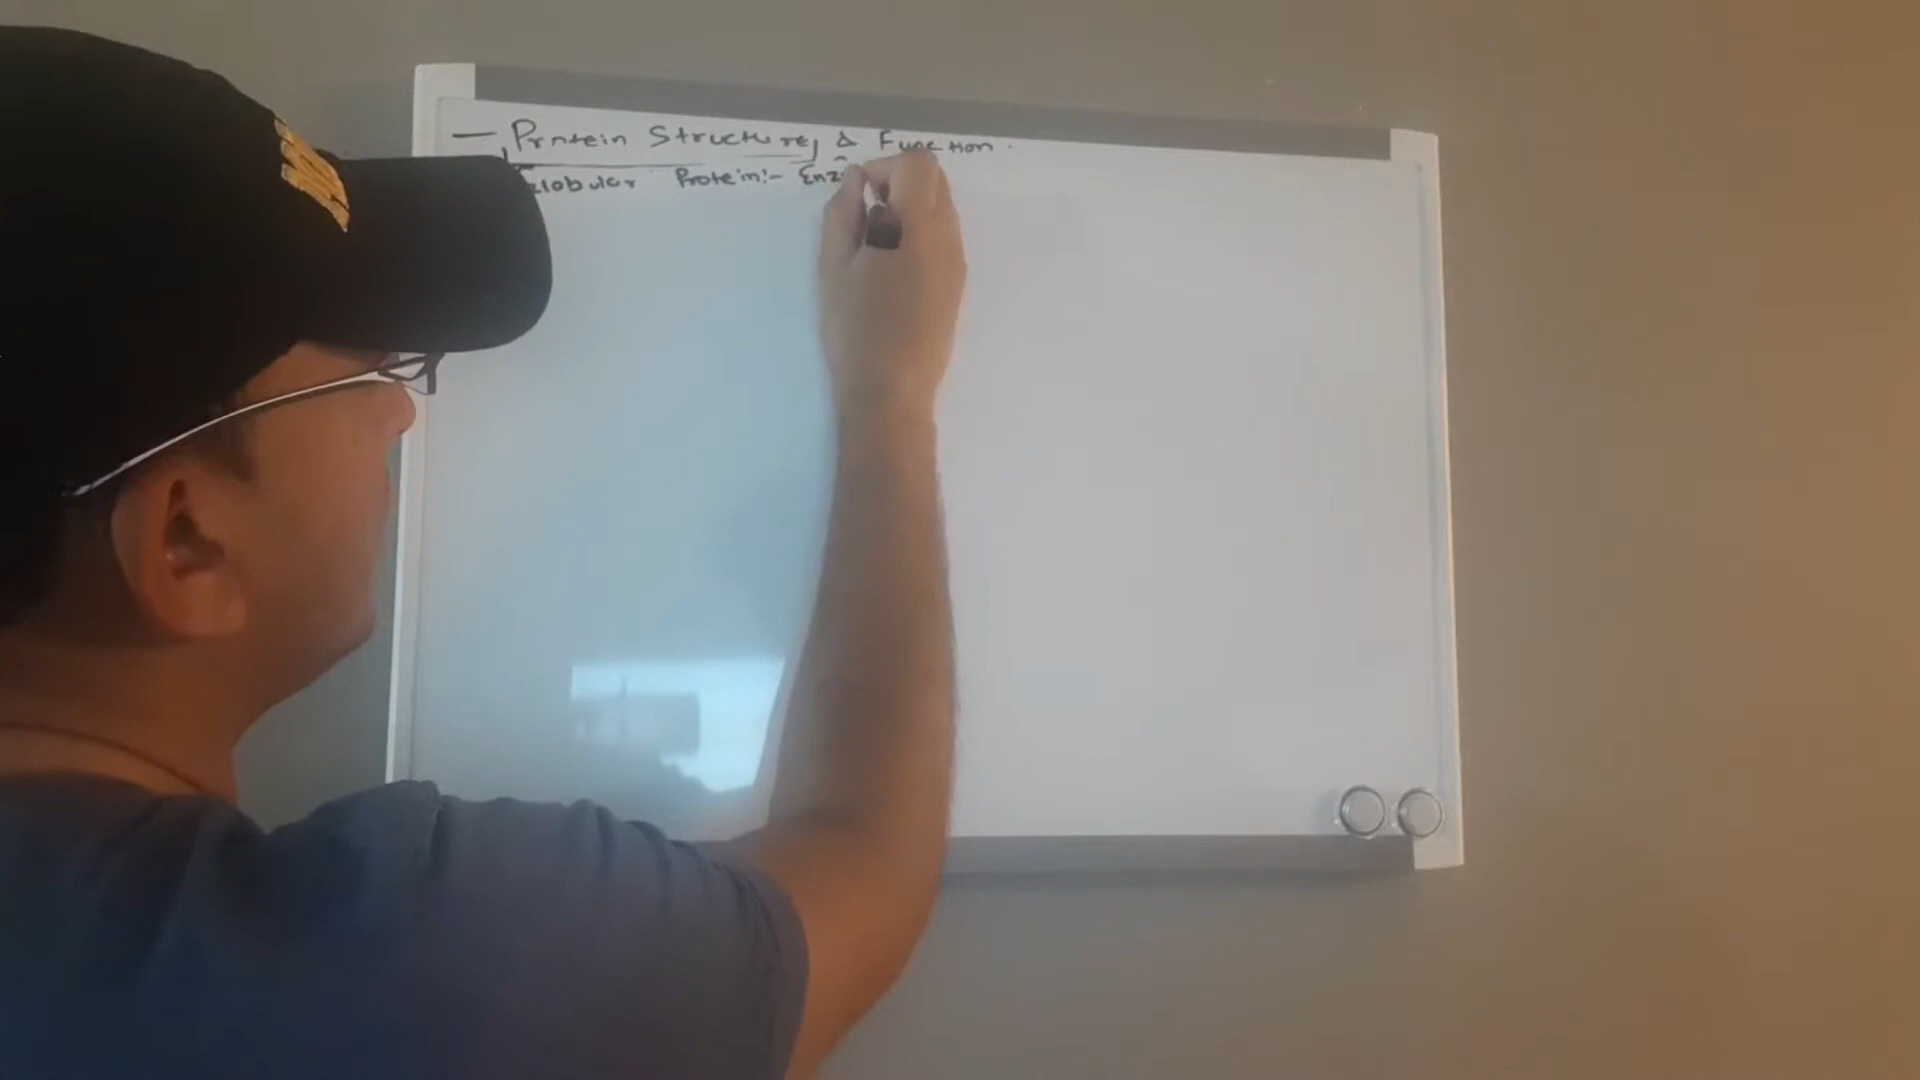 — Protein Structure, & Function.
Globular Protein:- Enz